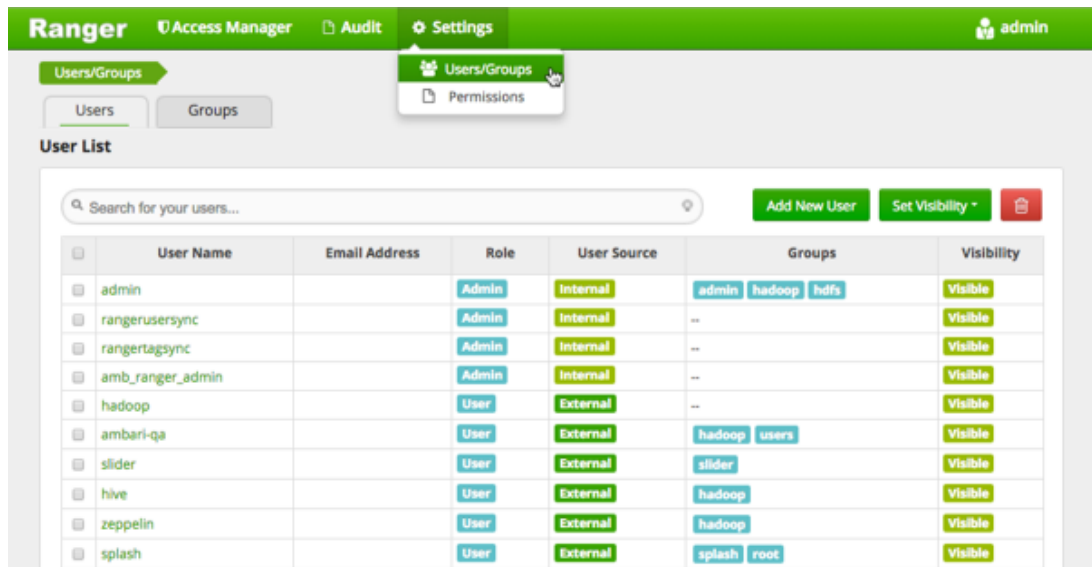 Ranger Access Manager Audit Settings admin
Users/Groups
Users/Groups
Permissions
Users Groups
User List
Search for your users...
Add New User Set Visibility
User Name Email Address Role User Source Groups Visibility
admin Admin Internal admin hadoop hdfs Visible
rangerusersync Admin Internal -- Visible
rangertagsync Admin Internal -- Visible
amb_ranger_admin Admin Internal -- Visible
hadoop User External -- Visible
ambari-qa User External hadoop users Visible
slider User External slider Visible
hive User External hadoop Visible
zeppelin User External hadoop Visible
splash User External splash root Visible